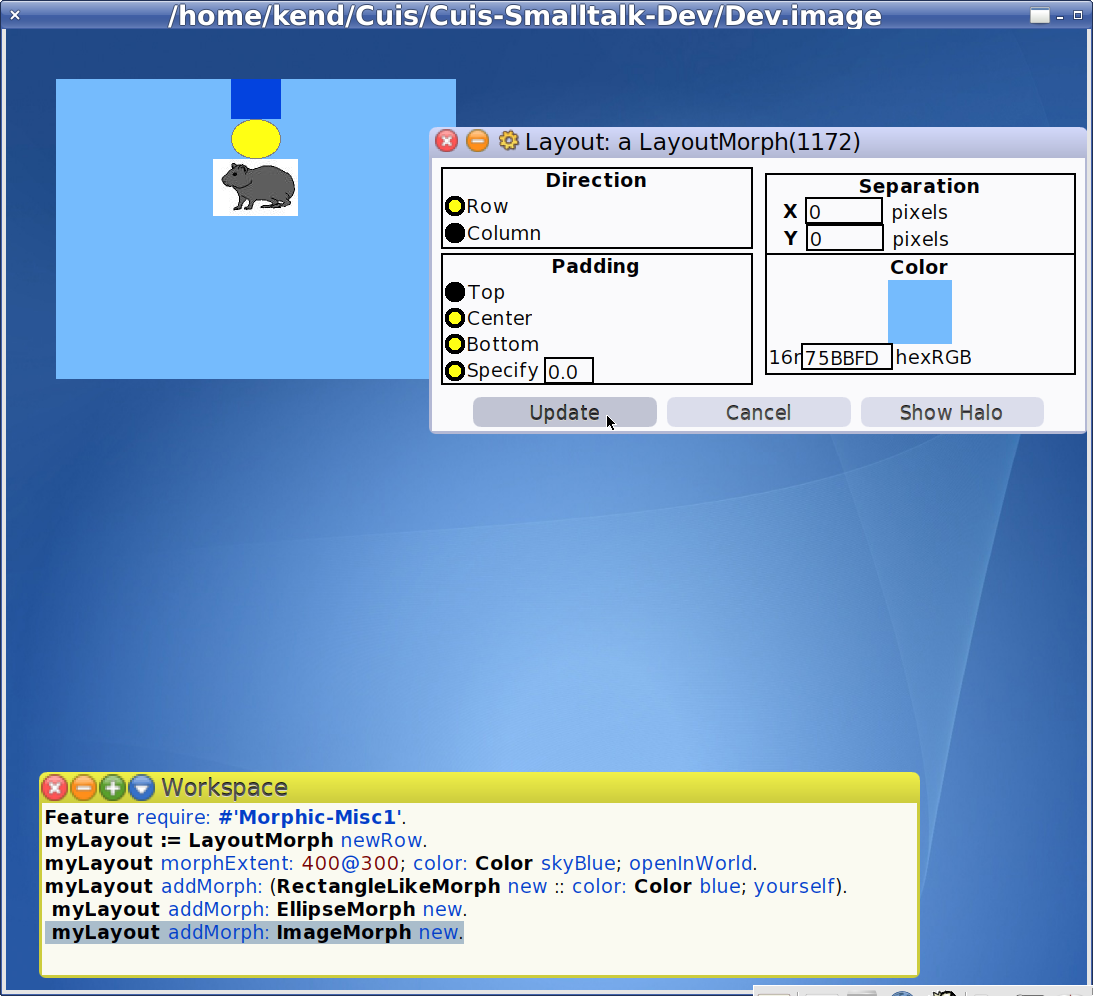 /home/kend/Cuis/Cuis-Smalltalk-Dev/Dev.image
Layout: a LayoutMorph(1172)
Direction
Row
Column
Padding
Top
Center
Bottom
Specify 0.0
Separation
X 0 pixels
Y 0 pixels
Color
16r 75BBFD hexRGB
Update Cancel Show Halo
Workspace
Feature require: #'Morphic-Misc1'.
myLayout := LayoutMorph newRow.
myLayout morphExtent: 400@300; color: Color skyBlue; openInWorld.
myLayout addMorph: (RectangleLikeMorph new :: color: Color blue; yourself).
myLayout addMorph: EllipseMorph new.
myLayout addMorph: ImageMorph new.